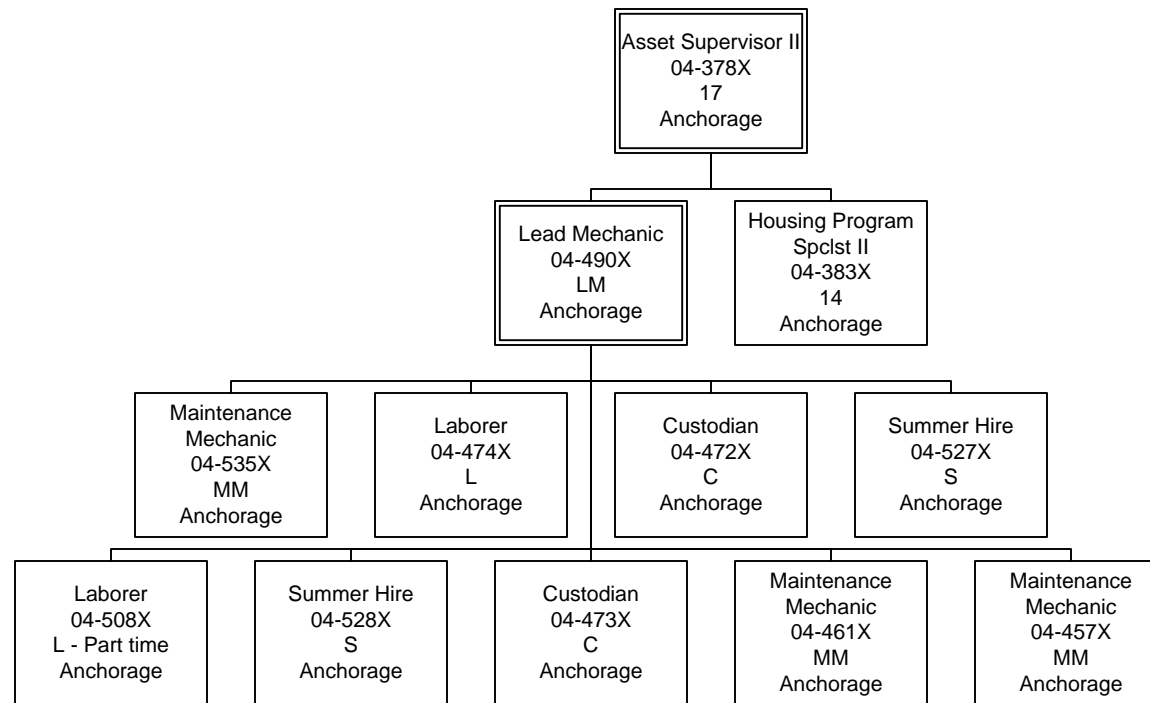 Asset Supervisor II
04-378X
17
Anchorage
Lead Mechanic
04-490X
LM
Anchorage
Housing Program
Spclst II
04-383X
14
Anchorage
Maintenance
Mechanic
04-535X
MM
Anchorage
Laborer
04-474X
L
Anchorage
Custodian
04-472X
C
Anchorage
Summer Hire
04-527X
S
Anchorage
Laborer
04-508X
L - Part time
Anchorage
Summer Hire
04-528X
S
Anchorage
Custodian
04-473X
C
Anchorage
Maintenance
Mechanic
04-461X
MM
Anchorage
Maintenance
Mechanic
04-457X
MM
Anchorage